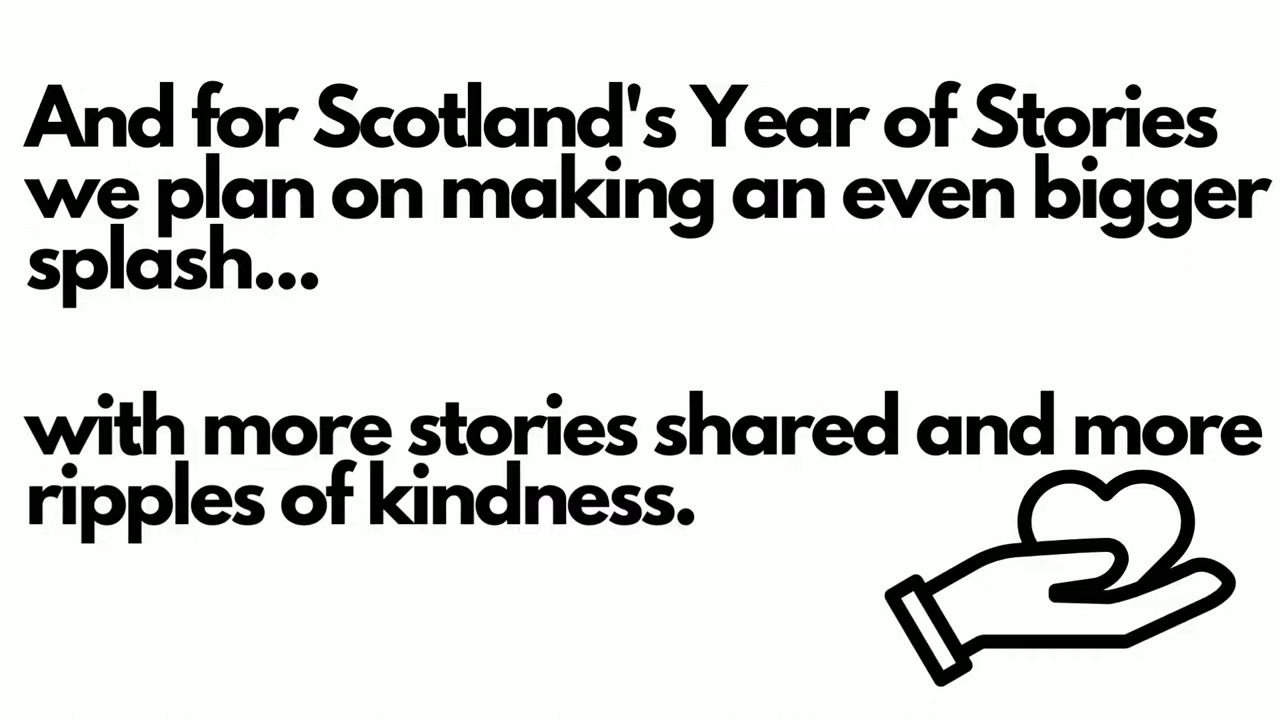 And for Scotland's Year of Stories
we plan on making an even bigger
splash...
with more stories shared and more
ripples of kindness.